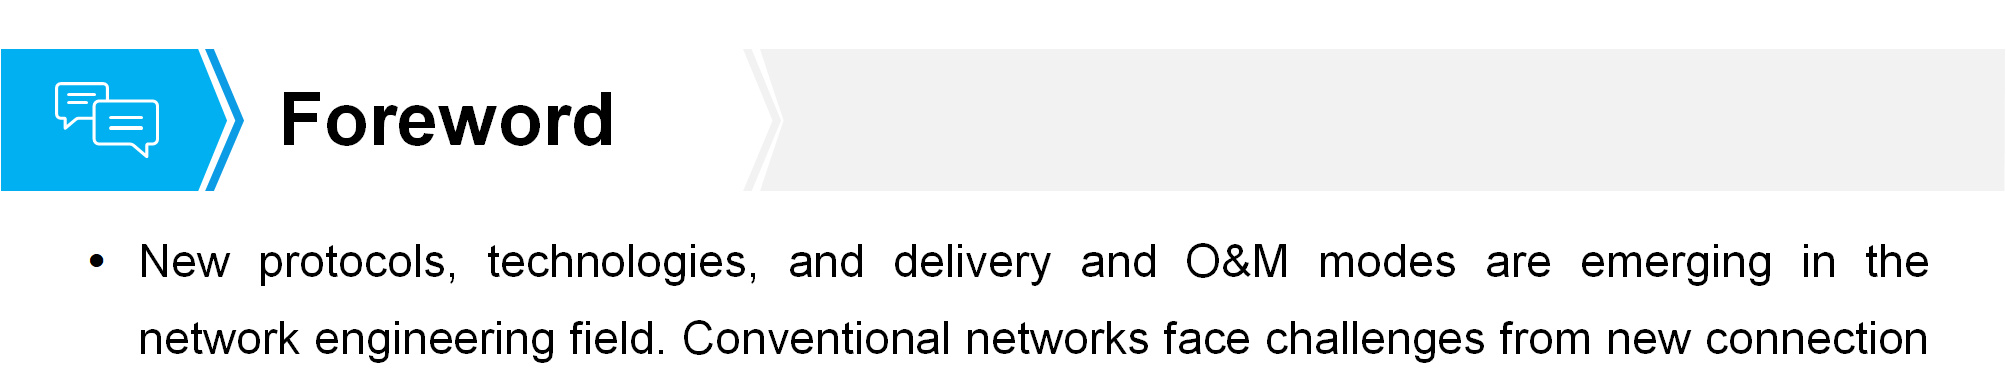 Foreword
• New protocols, technologies, and delivery and O&M modes are emerging in the
network engineering field. Conventional networks face challenges from new connection